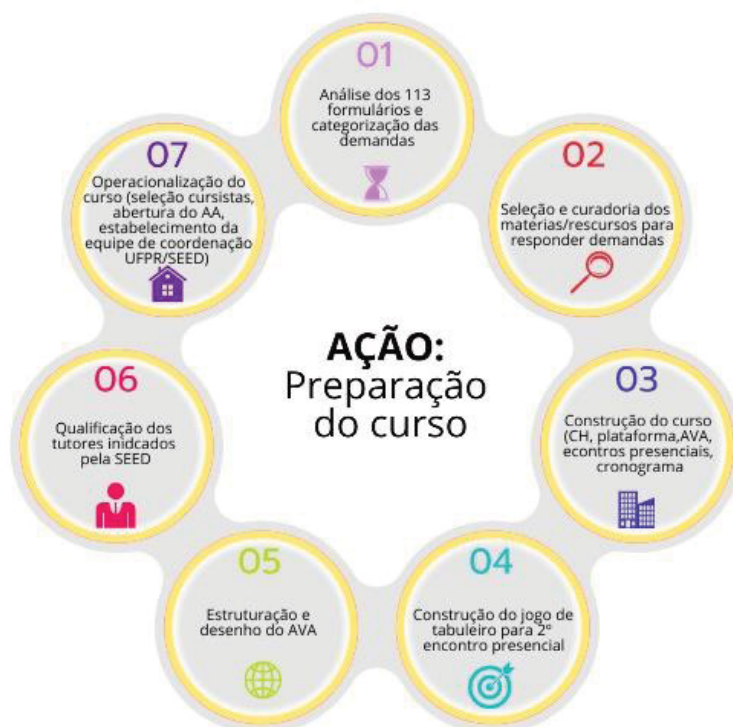 01
Análise dos 113
formulários e
categorização das
demandas
02
Seleção e curadoria dos
materias/rescursos para
responder demandas
03
Construção do curso
(CH, plataforma,AVA,
econtros presenciais,
cronograma
04
Construção do jogo de
tabuleiro para 2º
encontro presencial
05
Estruturação e
desenho do AVA
06
Qualificação dos
tutores inidcados
pela SEED
07
Operacionalização do
curso (seleção cursistas,
abertura do AA,
estabelecimento da
equipe de coordenação
UFPR/SEED)
AÇÃO:
Preparação
do curso